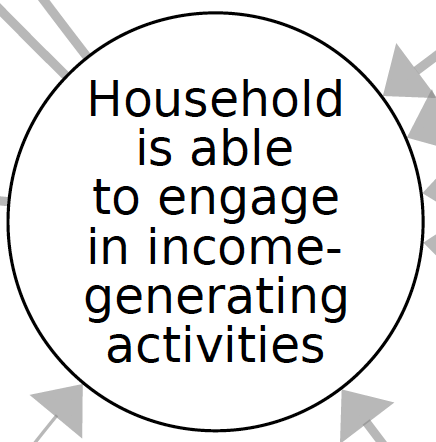 Household
is able
to engage
in income-
generating
activities